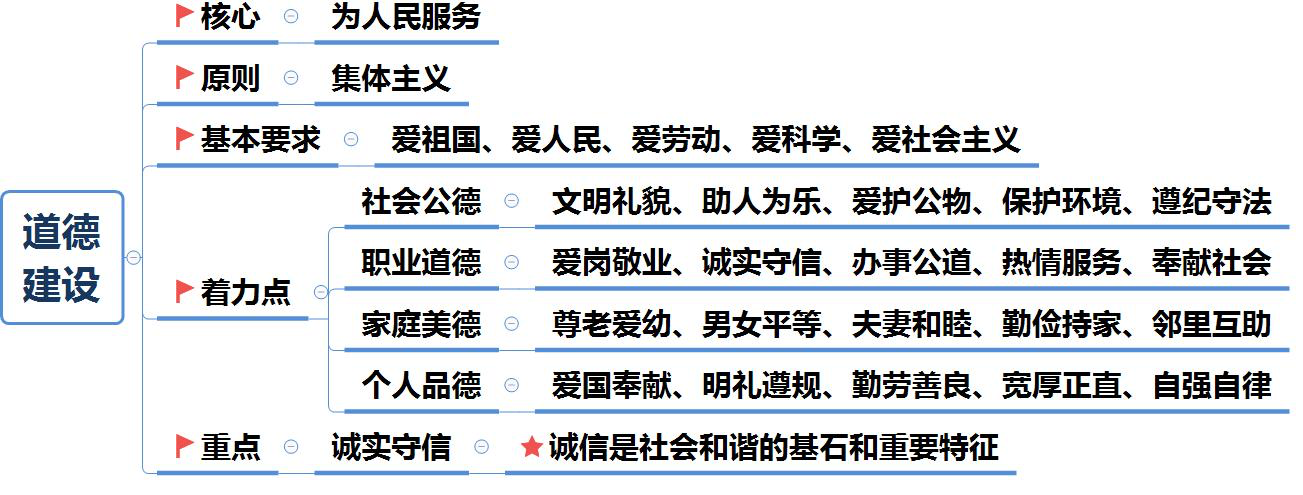 核心
为人民服务
原则
集体主义
基本要求
爱祖国、爱人民、爱劳动、爱科学、爱社会主义
道德
建设
着力点
社会公德
文明礼貌、助人为乐、爱护公物、保护环境、遵纪守法
职业道德
爱岗敬业、诚实守信、办事公道、热情服务、奉献社会
家庭美德
尊老爱幼、男女平等、夫妻和睦、勤俭持家、邻里互助
个人品德
爱国奉献、明礼遵规、勤劳善良、宽厚正直、自强自律
重点
诚实守信
诚信是社会和谐的基石和重要特征